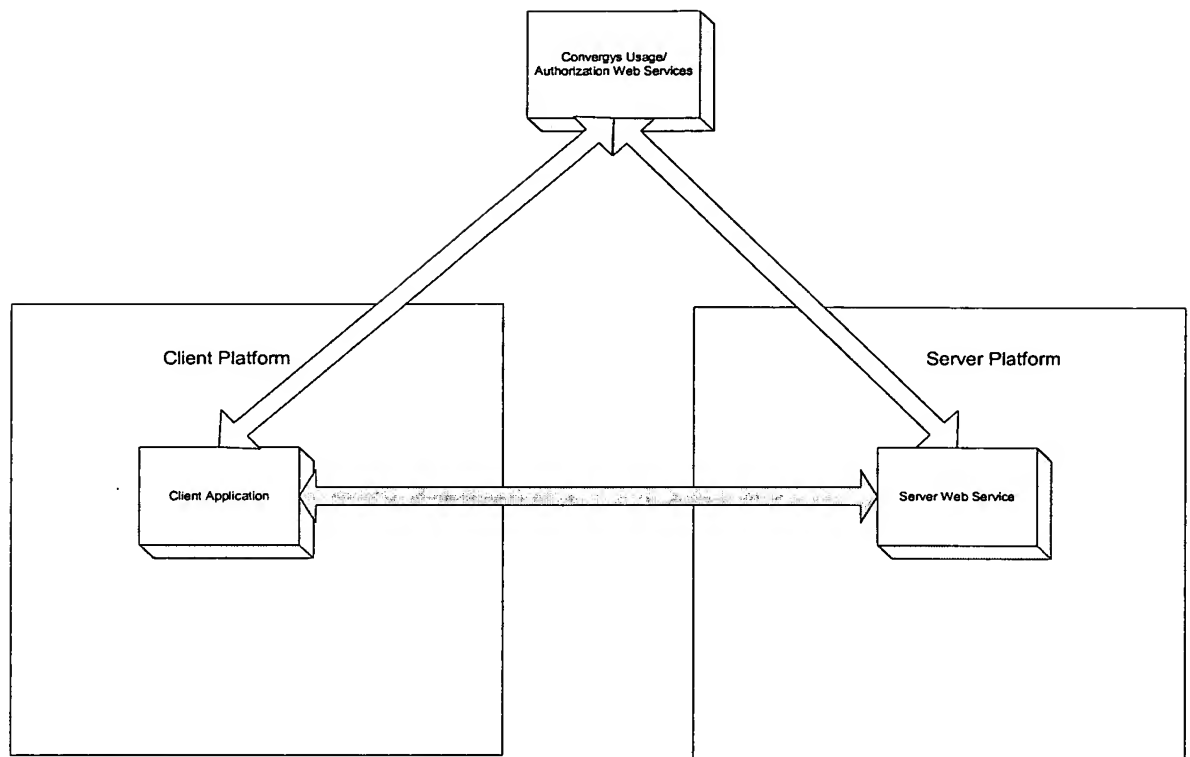 Convergys Usage/
Authorization Web Services
Client Platform
Server Platform
Client Application
Server Web Service